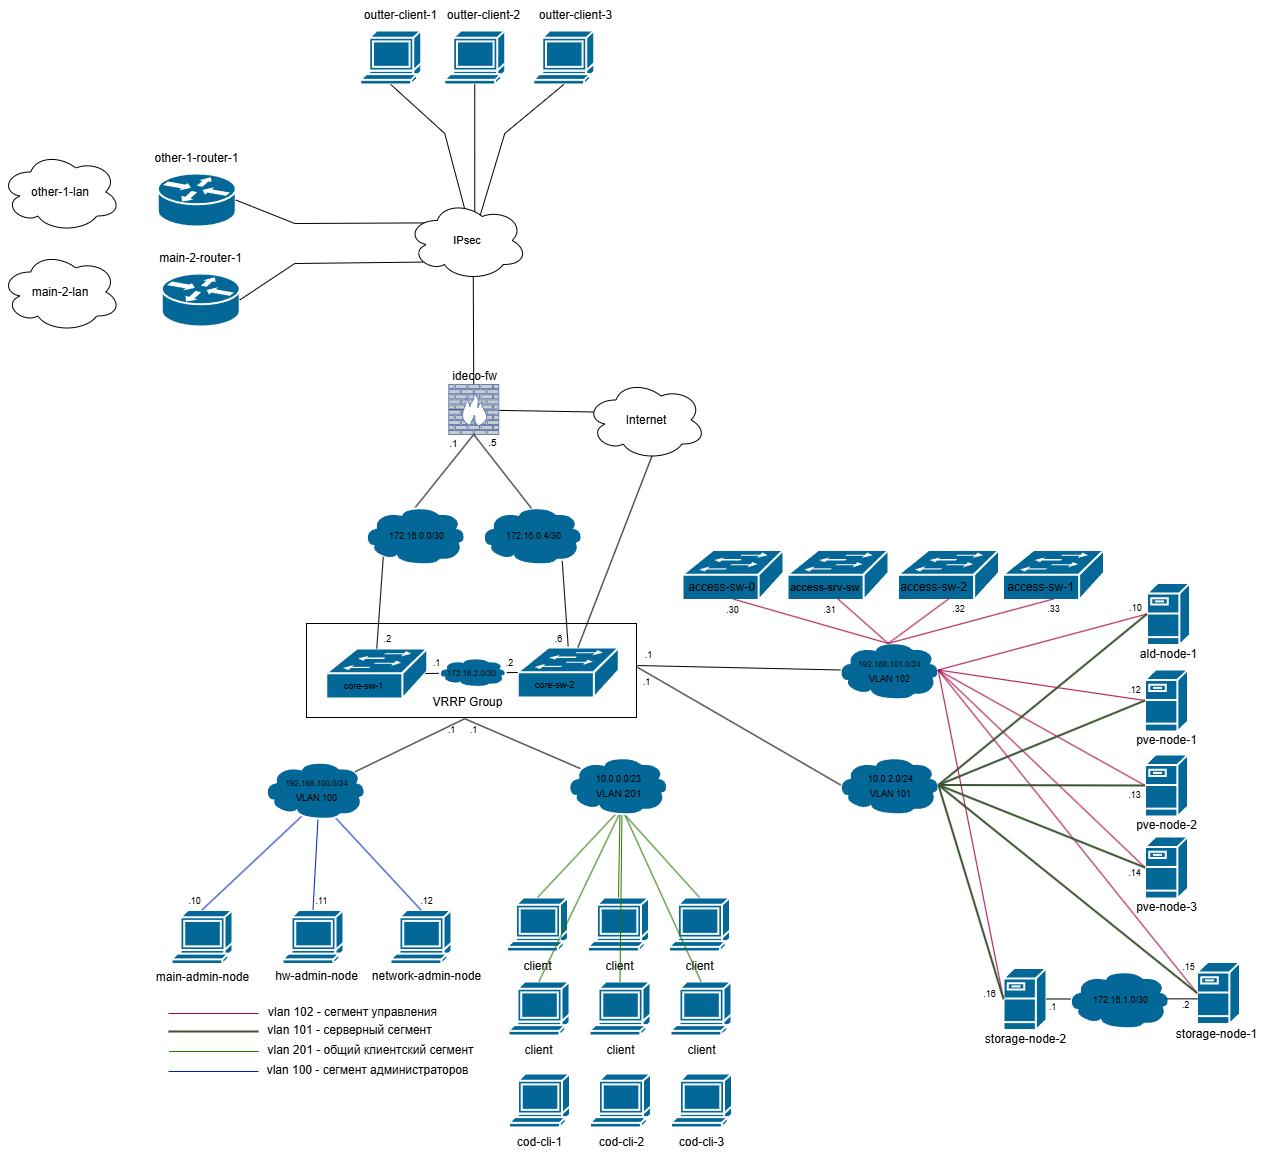 outter-client-1
outter-client-2
outter-client-3
other-1-router-1
other-1-lan
IPsec
main-2-router-1
main-2-lan
ideco-fw
Internet
.1
.5
172.16.0.0/30
172.16.0.4/30
access-sw-0
access-srv-sw
access-sw-2
access-sw-1
.30
.31
.32
.33
.10
ald-node-1
.2
.6
.1
172.16.2.0/30
.2
core-sw-1
core-sw-2
VRRP Group
.1
.1
192.168.101.0/24
VLAN 102
.12
pve-node-1
.1
.1
192.168.100.0/24
VLAN 100
10.0.0.0/23
VLAN 201
10.0.2.0/24
VLAN 101
.13
pve-node-2
.14
pve-node-3
.10
.11
.12
main-admin-node
hw-admin-node
network-admin-node
client
client
client
.15
.16
.1
172.16.1.0/30
.2
storage-node-2
storage-node-1
vlan 102 - сегмент управления
vlan 101 - серверный сегмент
vlan 201 - общий клиентский сегмент
vlan 100 - сегмент администраторов
client
client
client
cod-cli-1
cod-cli-2
cod-cli-3